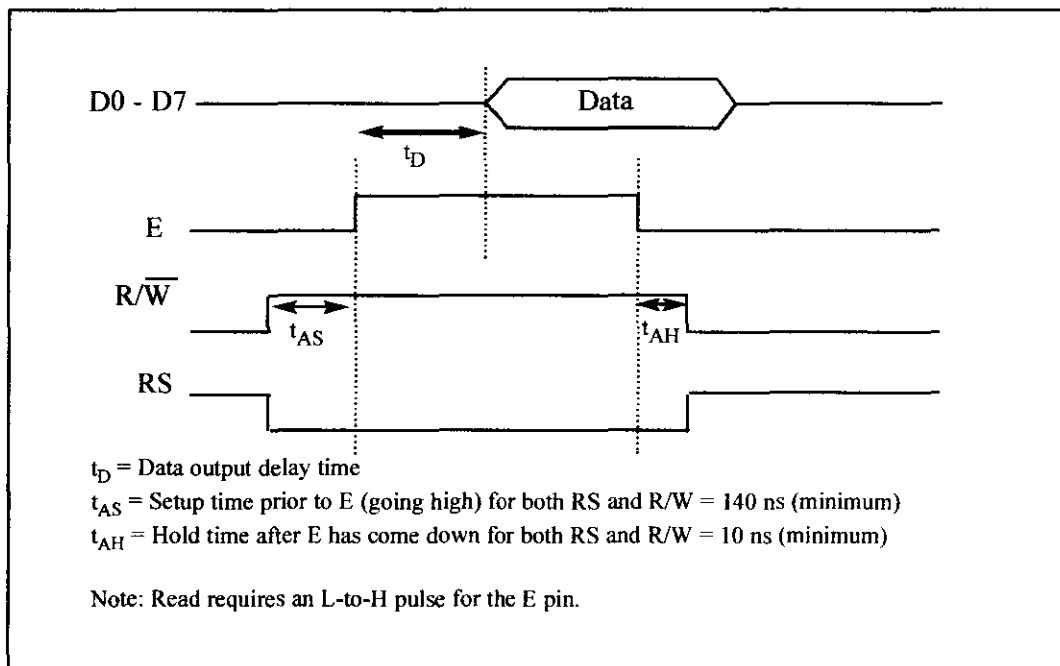 D0 - D7
Data
tD
E
R/W̅
tAS
tAH
RS
tD = Data output delay time
tAS = Setup time prior to E (going high) for both RS and R/W = 140 ns (minimum)
tAH = Hold time after E has come down for both RS and R/W = 10 ns (minimum)
Note: Read requires an L-to-H pulse for the E pin.